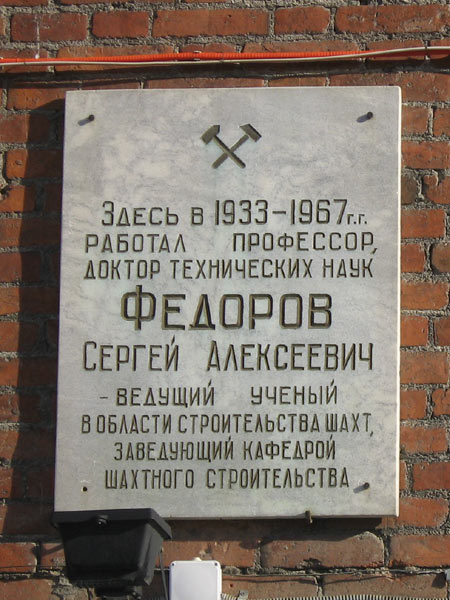 Здесь в 1933-1967 г.г.
работал профессор,
доктор технических наук
Федоров
Сергей Алексеевич
- ведущий ученый
в области строительства шахт,
заведующий кафедрой
шахтного строительства